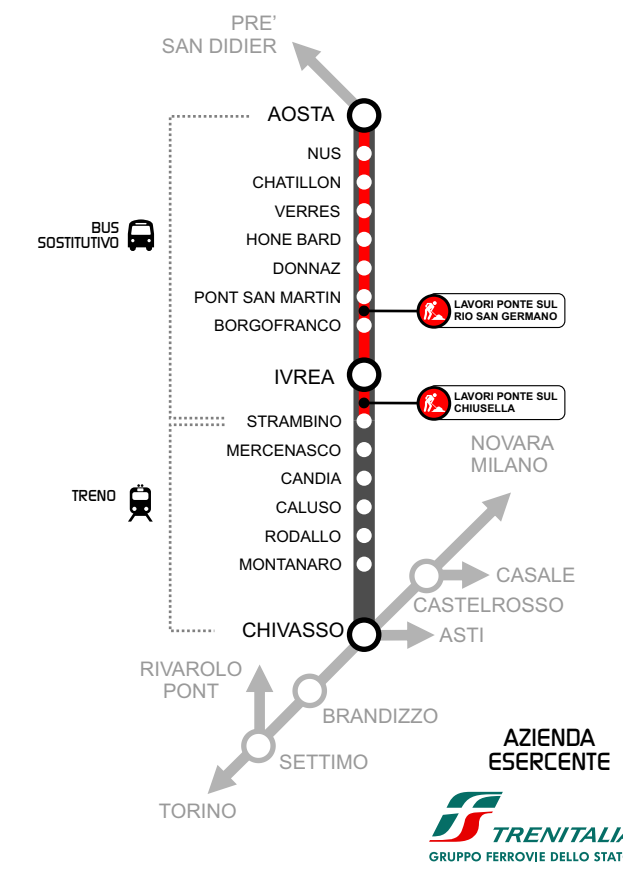 PRE'
SAN DIDIER
AOSTA
NUS
CHATILLON
VERRES
BUS
SOSTITUTIVO
HONE BARD
DONNAZ
PONT SAN MARTIN
LAVORI PONTE SUL
RIO SAN GERMANO
BORGOFRANCO
IVREA
LAVORI PONTE SUL
CHIUSELLA
STRAMBINO
MERCENASCO
NOVARA
MILANO
CANDIA
TRENO
CALUSO
RODALLO
MONTANARO
CASALE
CASTELROSSO
CHIVASSO
ASTI
RIVAROLO
PONT
BRANDIZZO
SETTIMO
TORINO
AZIENDA
ESERCENTE
TRENITALIA
GRUPPO FERROVIE DELLO STAT